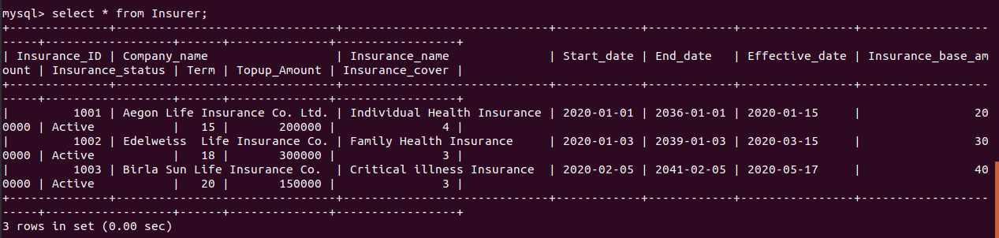 mysql> select * from Insurer;
+--------------+-------------------------------+-----------------------------+------------+------------+----------------+------------------
-----+------------------+------+--------------+-----------------+
| Insurance_ID | Company_name                  | Insurance_name              | Start_date | End_date   | Effective_date | Insurance_base_am
ount | Insurance_status | Term | Topup_Amount | Insurance_cover |
+--------------+-------------------------------+-----------------------------+------------+------------+----------------+------------------
-----+------------------+------+--------------+-----------------+
|         1001 | Aegon Life Insurance Co. Ltd. | Individual Health Insurance | 2020-01-01 | 2036-01-01 | 2020-01-15     |                20
0000 | Active           |   15 |       200000 |               4 |
|         1002 | Edelweiss  Life Insurance Co. | Family Health Insurance     | 2020-01-03 | 2039-01-03 | 2020-03-15     |                30
0000 | Active           |   18 |       300000 |               3 |
|         1003 | Birla Sun Life Insurance Co.  | Critical illness Insurance  | 2020-02-05 | 2041-02-05 | 2020-05-17     |                40
0000 | Active           |   20 |       150000 |               3 |
+--------------+-------------------------------+-----------------------------+------------+------------+----------------+------------------
-----+------------------+------+--------------+-----------------+
3 rows in set (0.00 sec)